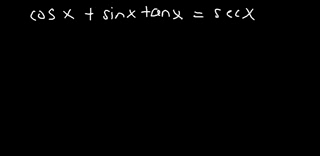 cos x + sinx tanx = secx